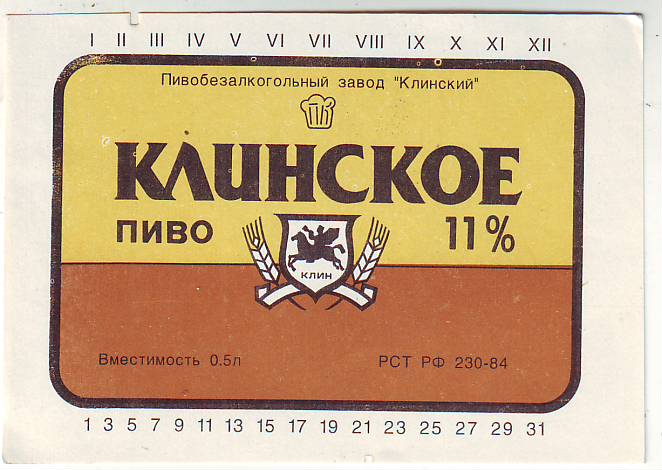 I II III IV V VI VII VIII IX X XI XII
Пивобезалкогольный завод "Клинский"
ПК
КЛИНСКОЕ
ПИВО 11%
КЛИН
Вместимость 0.5л РСТ РФ 230-84
1 3 5 7 9 11 13 15 17 19 21 23 25 27 29 31